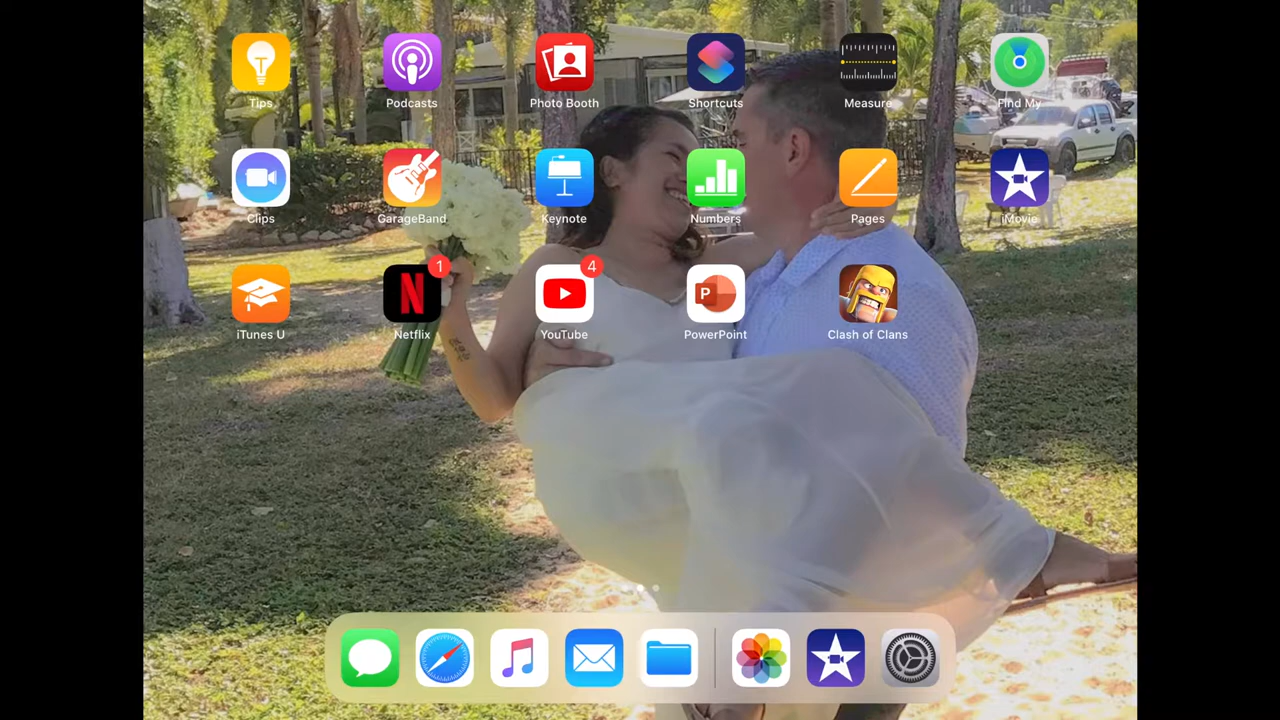 Tips
Podcasts
Photo Booth
Shortcuts
Measure
Find My
Clips
GarageBand
Keynote
Numbers
Pages
iMovie
1
4
N
P
iTunes U
Netflix
YouTube
PowerPoint
Clash of Clans